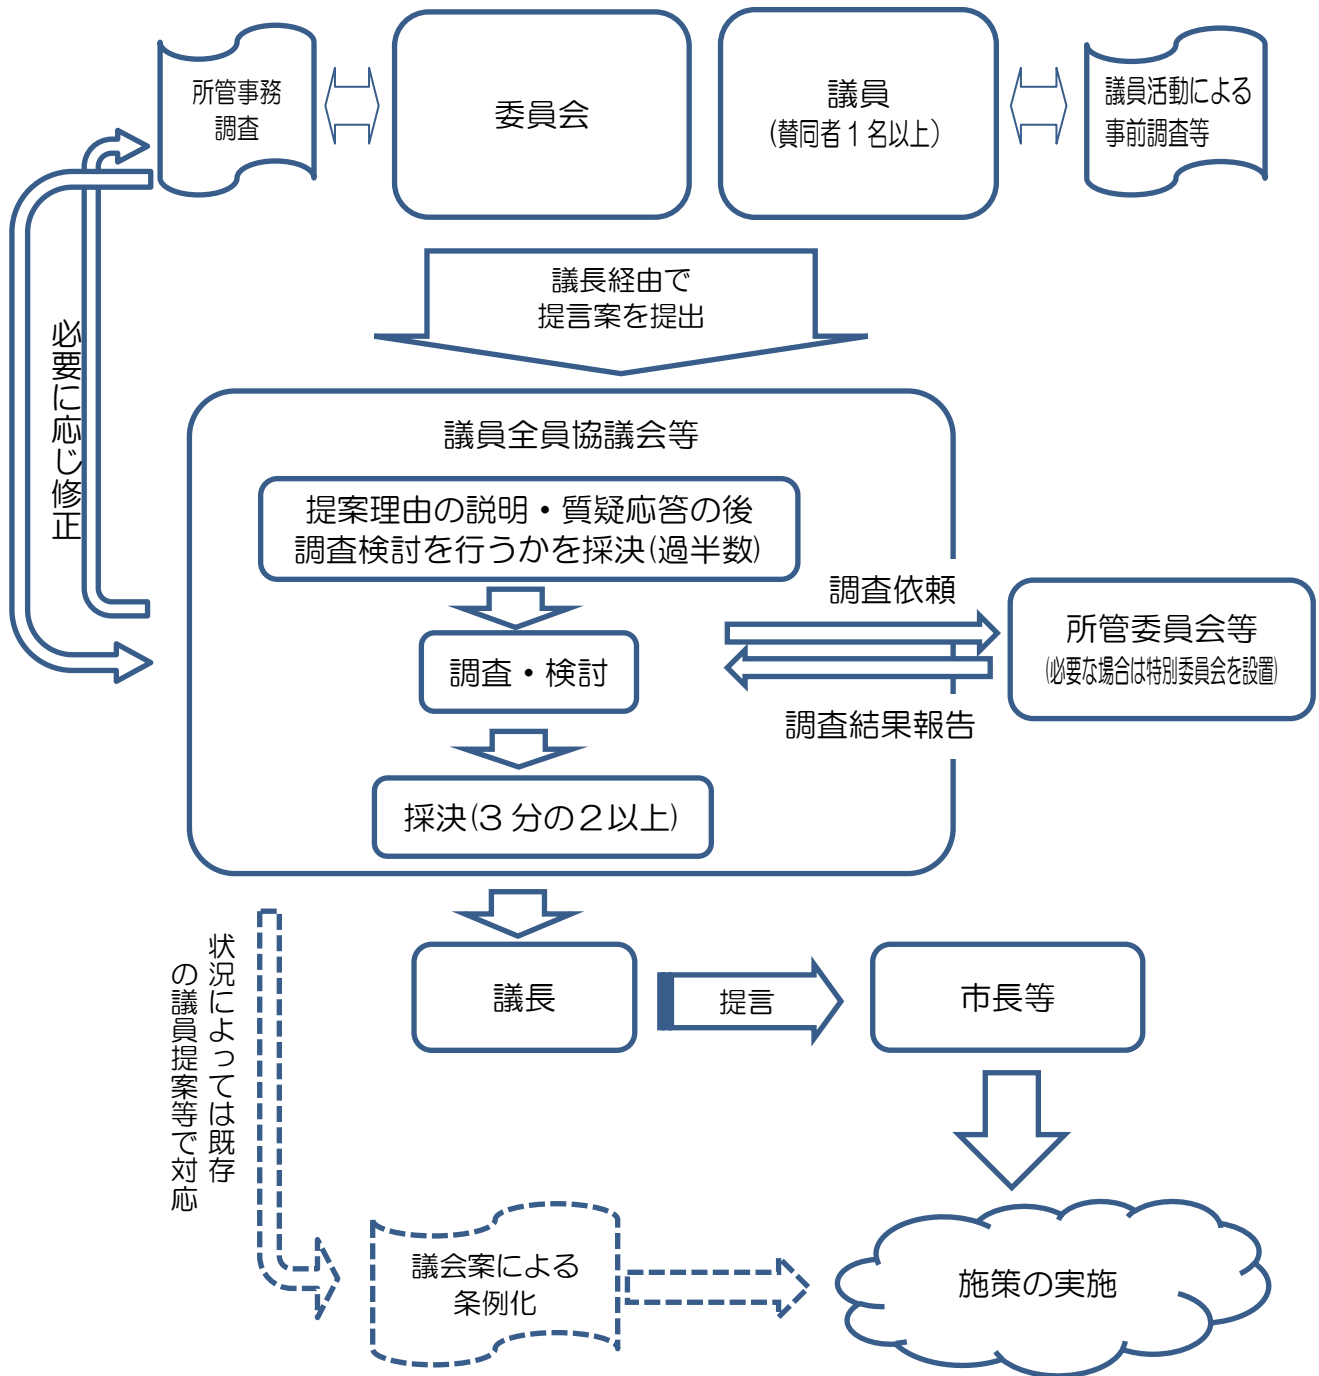 所管事務
調査
委員会
議員
(賛同者1名以上)
議員活動による
事前調査等
議長経由で
提言案を提出
必要に応じ修正
議員全員協議会等
提案理由の説明・質疑応答の後
調査検討を行うかを採決(過半数)
調査依頼
所管委員会等
(必要な場合は特別委員会を設置)
調査・検討
調査結果報告
採決(3分の2以上)
議長
提言
市長等
状況によっては既存
の議員提案等で対応
議会案による
条例化
施策の実施